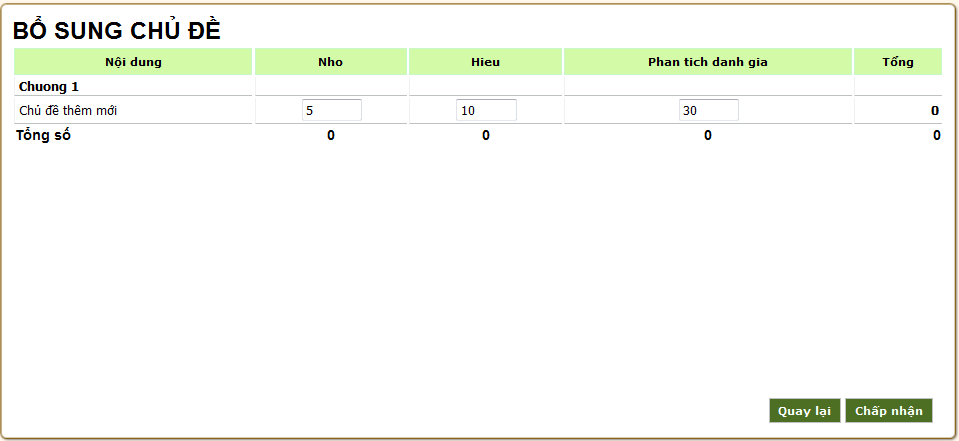 BỔ SUNG CHỦ ĐỀ
Nội dung Nho Hieu Phan tich danh gia Tổng
Chuong 1
Chủ đề thêm mới 5 10 30 0
Tổng số 0 0 0 0
Quay lại Chấp nhận